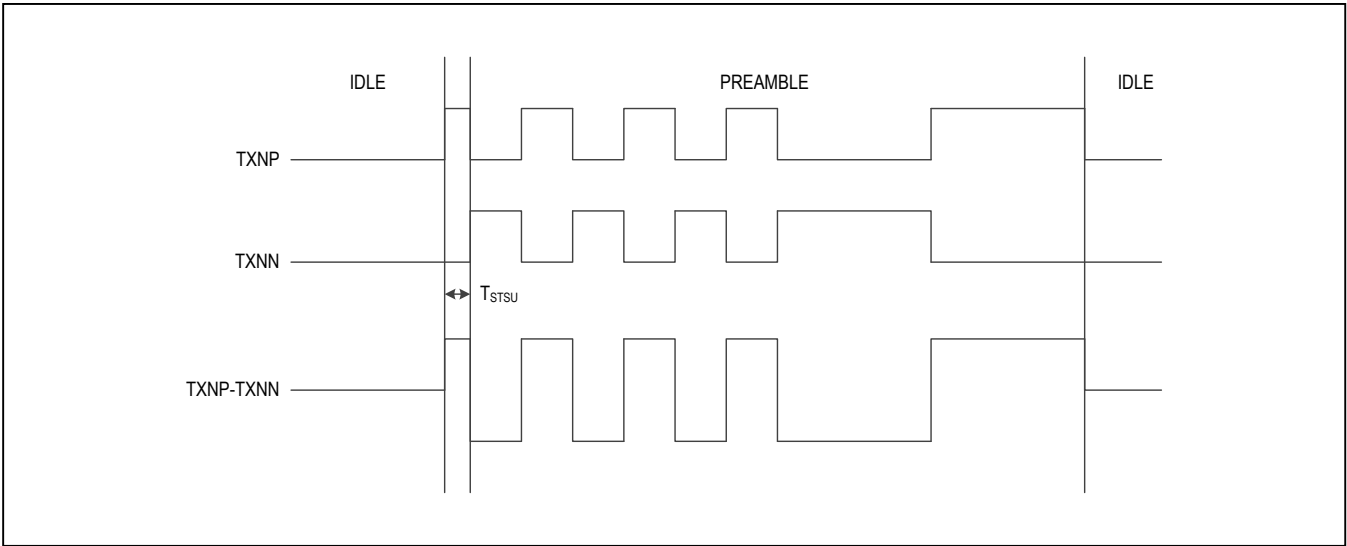 IDLE
PREAMBLE
IDLE
TXNP
TXNN
TSTSU
TXNP-TXNN